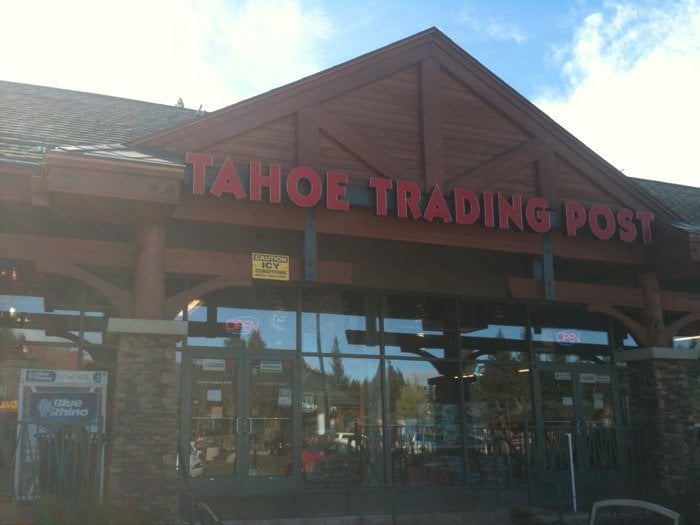 TAHOE TRADING POST
CAUTION
ICY
CONDITIONS
OPEN
OPEN
Blue
Rhino